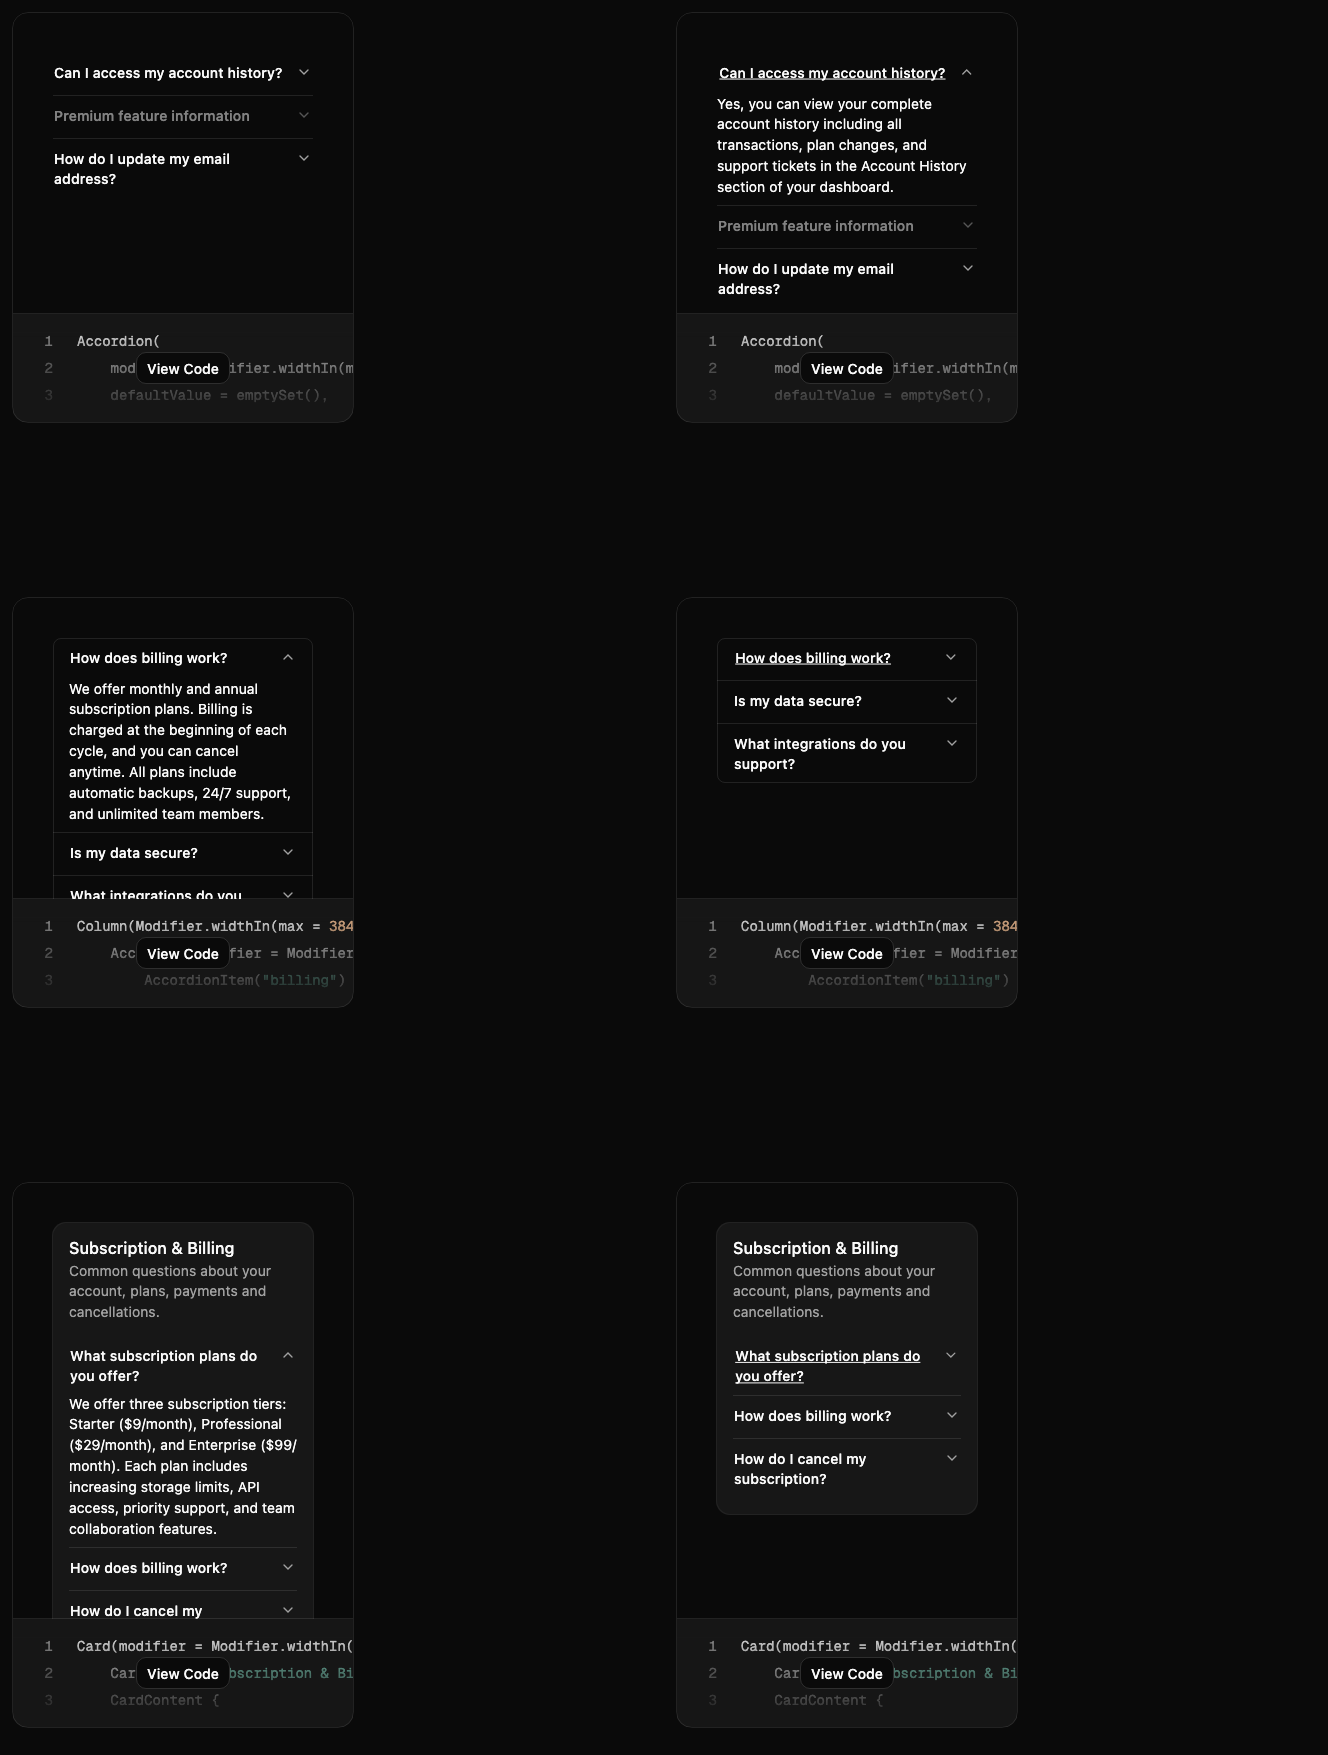 Can I access my account history?
Premium feature information
How do I update my email
address?
1 Accordion(
2 mod View Code ifier.widthIn(m
3 defaultValue = emptySet(),
Can I access my account history?
Yes, you can view your complete
account history including all
transactions, plan changes, and
support tickets in the Account History
section of your dashboard.
Premium feature information
How do I update my email
address?
1 Accordion(
2 mod View Code ifier.widthIn(m
3 defaultValue = emptySet(),
How does billing work?
We offer monthly and annual
subscription plans. Billing is
charged at the beginning of each
cycle, and you can cancel
anytime. All plans include
automatic backups, 24/7 support,
and unlimited team members.
Is my data secure?
What integrations do you
1 Column(Modifier.widthIn(max = 384
2 Acc View Code fier = Modifier
3 AccordionItem("billing")
How does billing work?
Is my data secure?
What integrations do you
support?
1 Column(Modifier.widthIn(max = 384
2 Acc View Code fier = Modifier
3 AccordionItem("billing")
Subscription & Billing
Common questions about your
account, plans, payments and
cancellations.
What subscription plans do
you offer?
We offer three subscription tiers:
Starter ($9/month), Professional
($29/month), and Enterprise ($99/
month). Each plan includes
increasing storage limits, API
access, priority support, and team
collaboration features.
How does billing work?
How do I cancel my
1 Card(modifier = Modifier.widthIn(
2 Car View Code bscription & Bi
3 CardContent {
Subscription & Billing
Common questions about your
account, plans, payments and
cancellations.
What subscription plans do
you offer?
How does billing work?
How do I cancel my
subscription?
1 Card(modifier = Modifier.widthIn(
2 Car View Code bscription & Bi
3 CardContent {